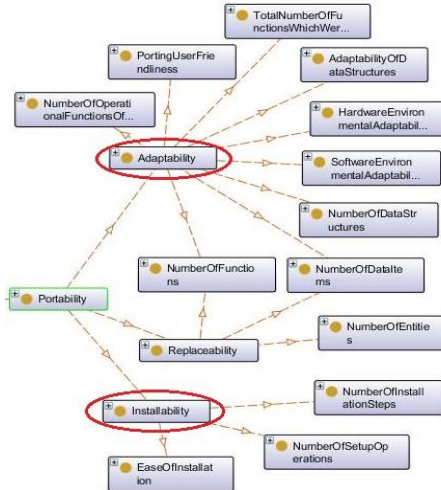 TotalNumberOfFu
nctionsWhichWer...
PortingUserFrie
ndliness
AdaptabilityOfD
ataStructures
NumberOfOperati
onalFunctionsOf...
HardwareEnviron
mentalAdaptabil...
Adaptability
SoftwareEnviron
mentalAdaptabil...
NumberOfDataStr
uctures
NumberOfFunctio
ns
NumberOfDataIte
ms
Portability
NumberOfEntitie
s
Replaceability
NumberOfInstall
ationSteps
Installability
NumberOfSetupOp
erations
EaseOfInstallat
ion